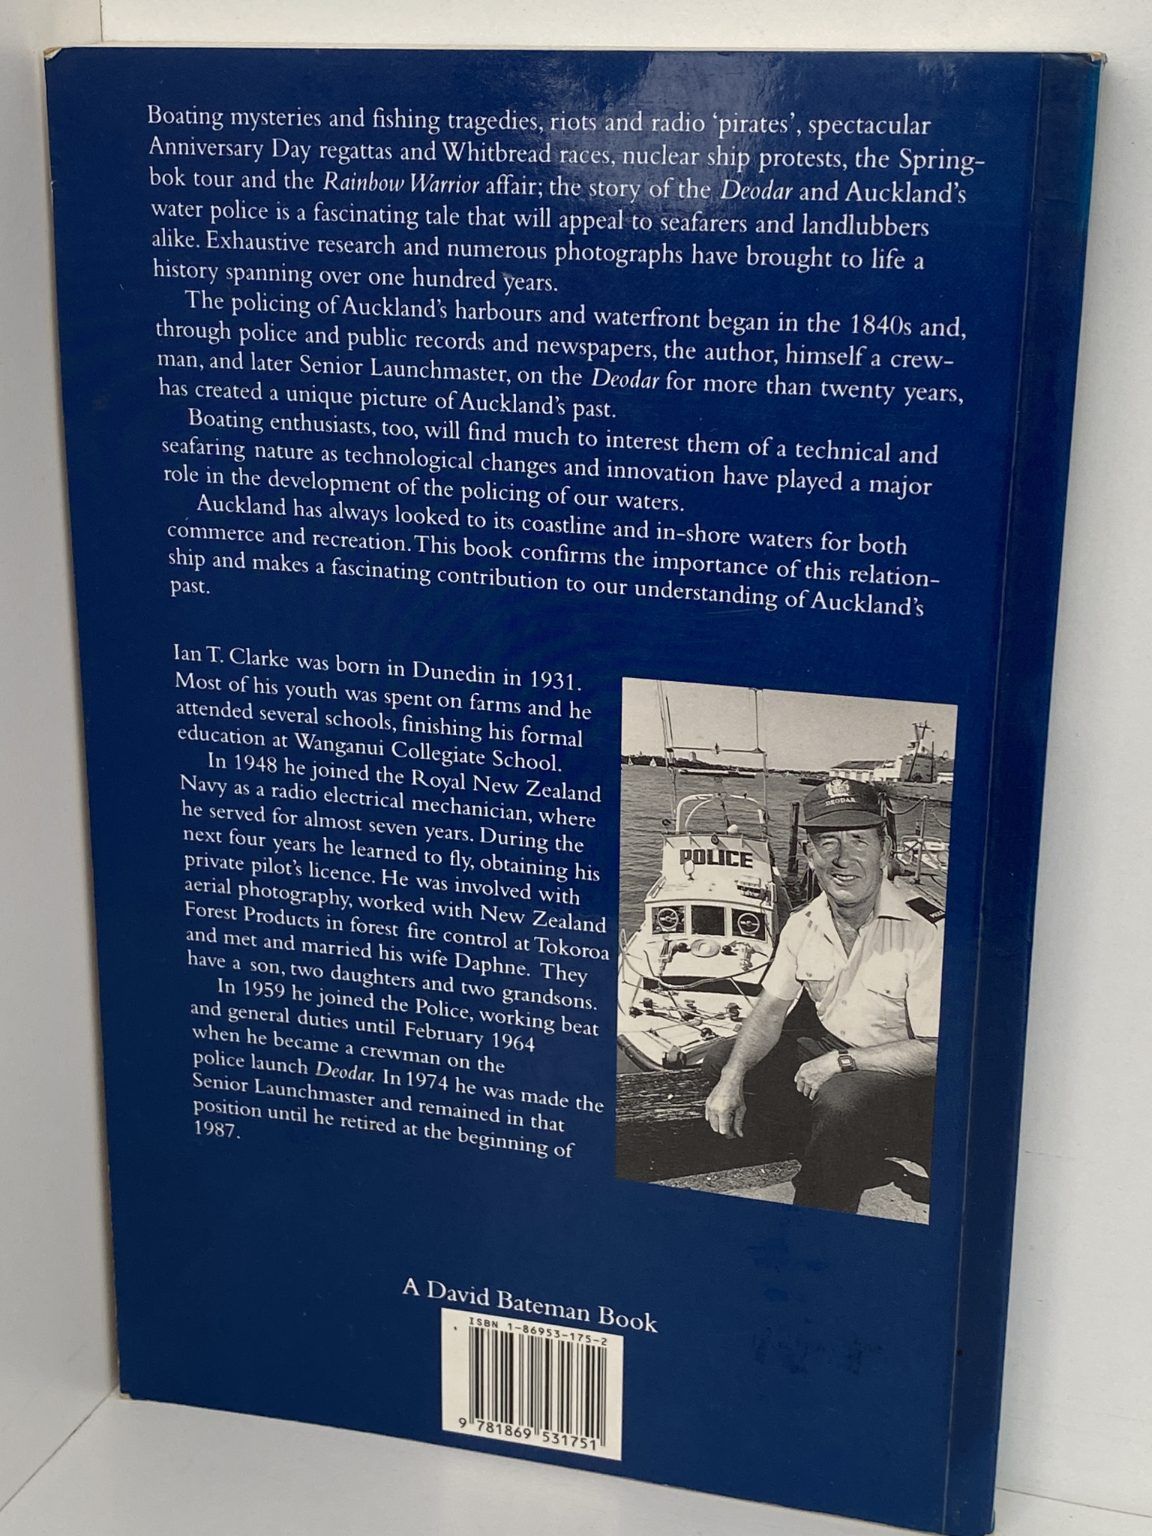 Boating mysteries and fishing tragedies, riots and radio ‘pirates’, spectacular
Anniversary Day regattas and Whitbread races, nuclear ship protests, the Spring-
bok tour and the Rainbow Warrior affair; the story of the Deodar and Auckland’s
water police is a fascinating tale that will appeal to seafarers and landlubbers
alike. Exhaustive research and numerous photographs have brought to life a
history spanning over one hundred years.
The policing of Auckland’s harbours and waterfront began in the 1840s and,
through police and public records and newspapers, the author, himself a crew-
man, and later Senior Launchmaster, on the Deodar for more than twenty years,
has created a unique picture of Auckland’s past.
Boating enthusiasts, too, will find much to interest them of a technical and
seafaring nature as technological changes and innovation have played a major
role in the development of the policing of our waters.
Auckland has always looked to its coastline and in-shore waters for both
commerce and recreation. This book confirms the importance of this relation-
ship and makes a fascinating contribution to our understanding of Auckland’s
past.
Ian T. Clarke was born in Dunedin in 1931.
Most of his youth was spent on farms and he
attended several schools, finishing his formal
education at Wanganui Collegiate School.
In 1948 he joined the Royal New Zealand
Navy as a radio electrical mechanician, where
he served for almost seven years. During the
next four years he learned to fly, obtaining his
private pilot’s licence. He was involved with
aerial photography, worked with New Zealand
Forest Products in forest fire control at Tokoroa
and met and married his wife Daphne. They
have a son, two daughters and two grandsons.
In 1959 he joined the Police, working beat
and general duties until February 1964
when he became a crewman on the
police launch Deodar. In 1974 he was made the
Senior Launchmaster and remained in that
position until he retired at the beginning of
1987.
POLICE
DEODAR
A David Bateman Book
ISBN 1-86953-175-2
9 781869 531751